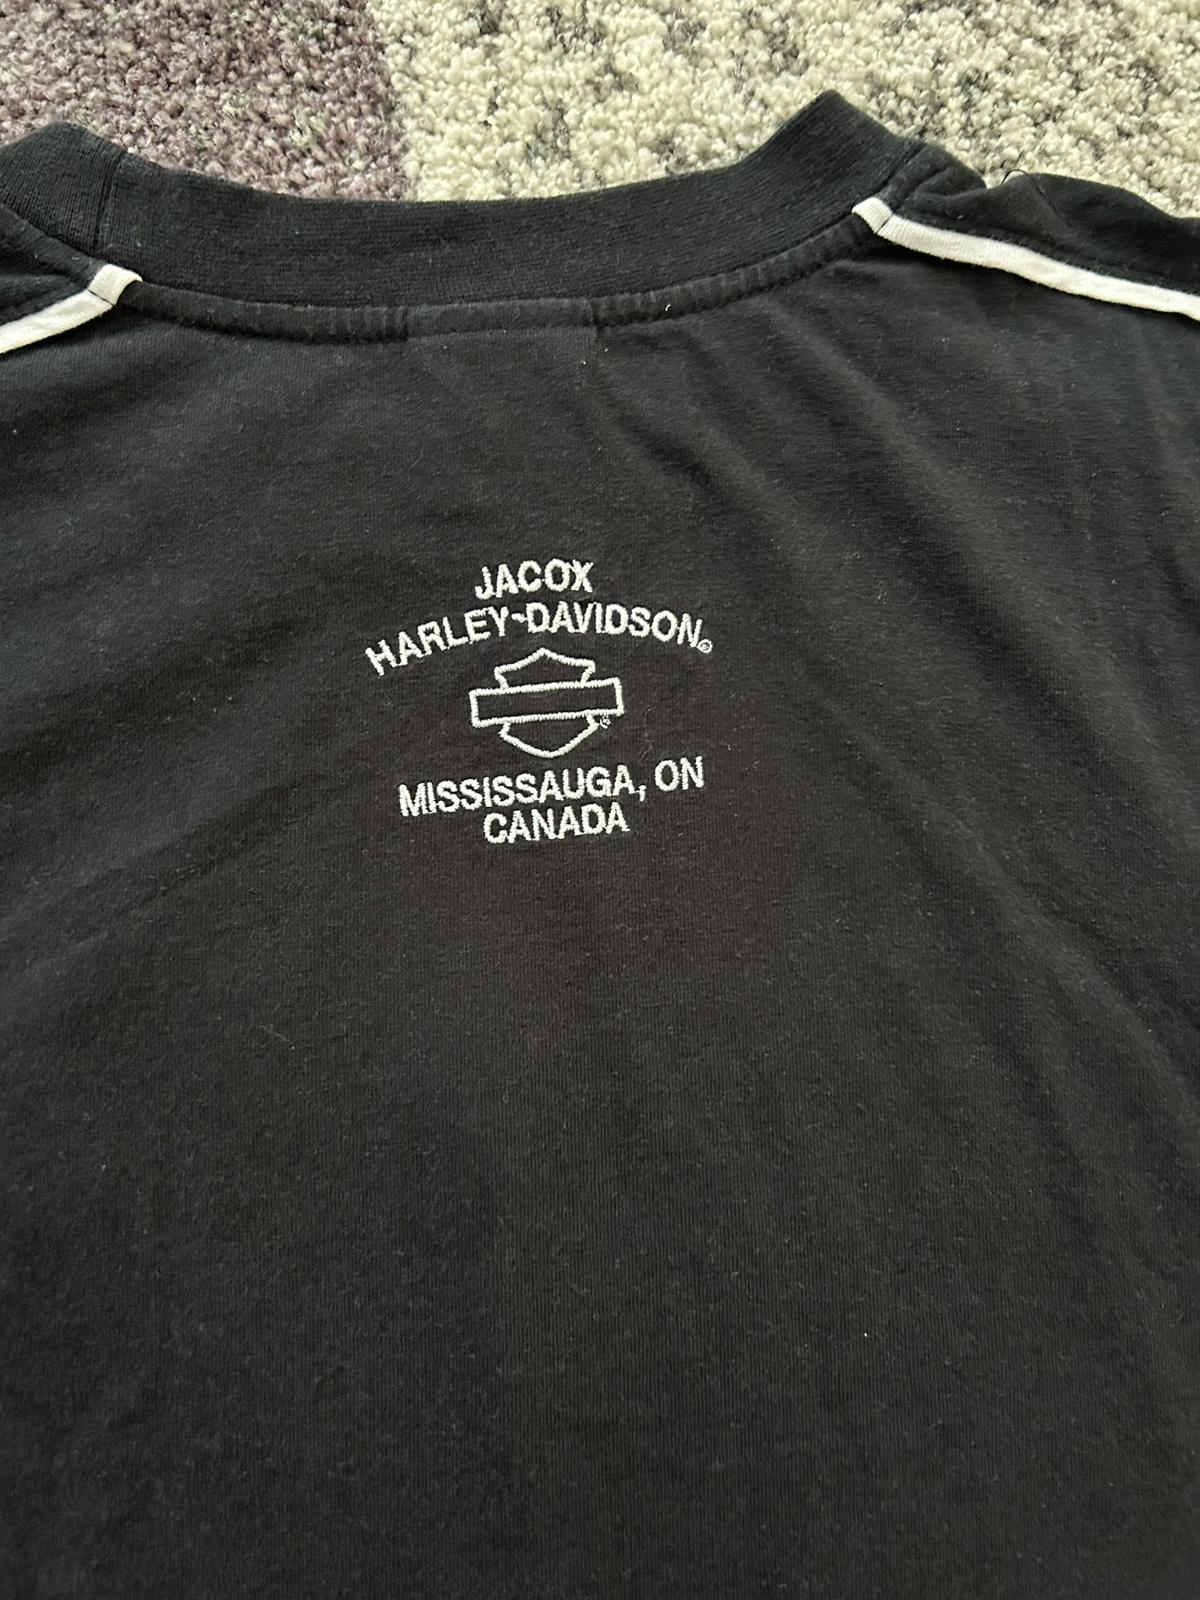 JACOX
HARLEY-DAVIDSON®
®
MISSISSAUGA, ON
CANADA